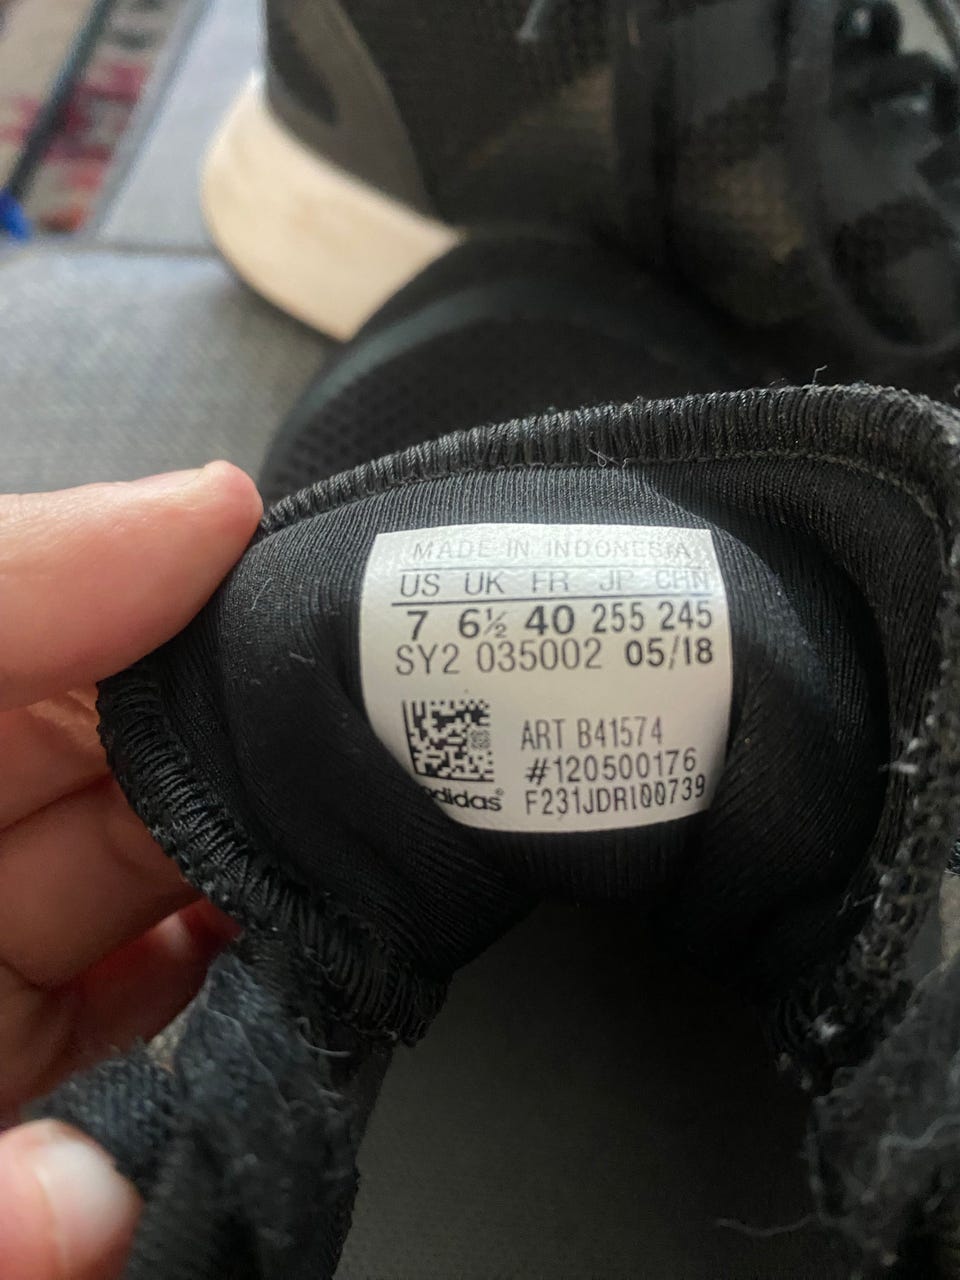 MADE IN INDONESIA
US UK FR JP CHN
7 6½ 40 255 245
SY2 035002 05/18
ART B41574
#120500176
F231JDRI00739
adidas®